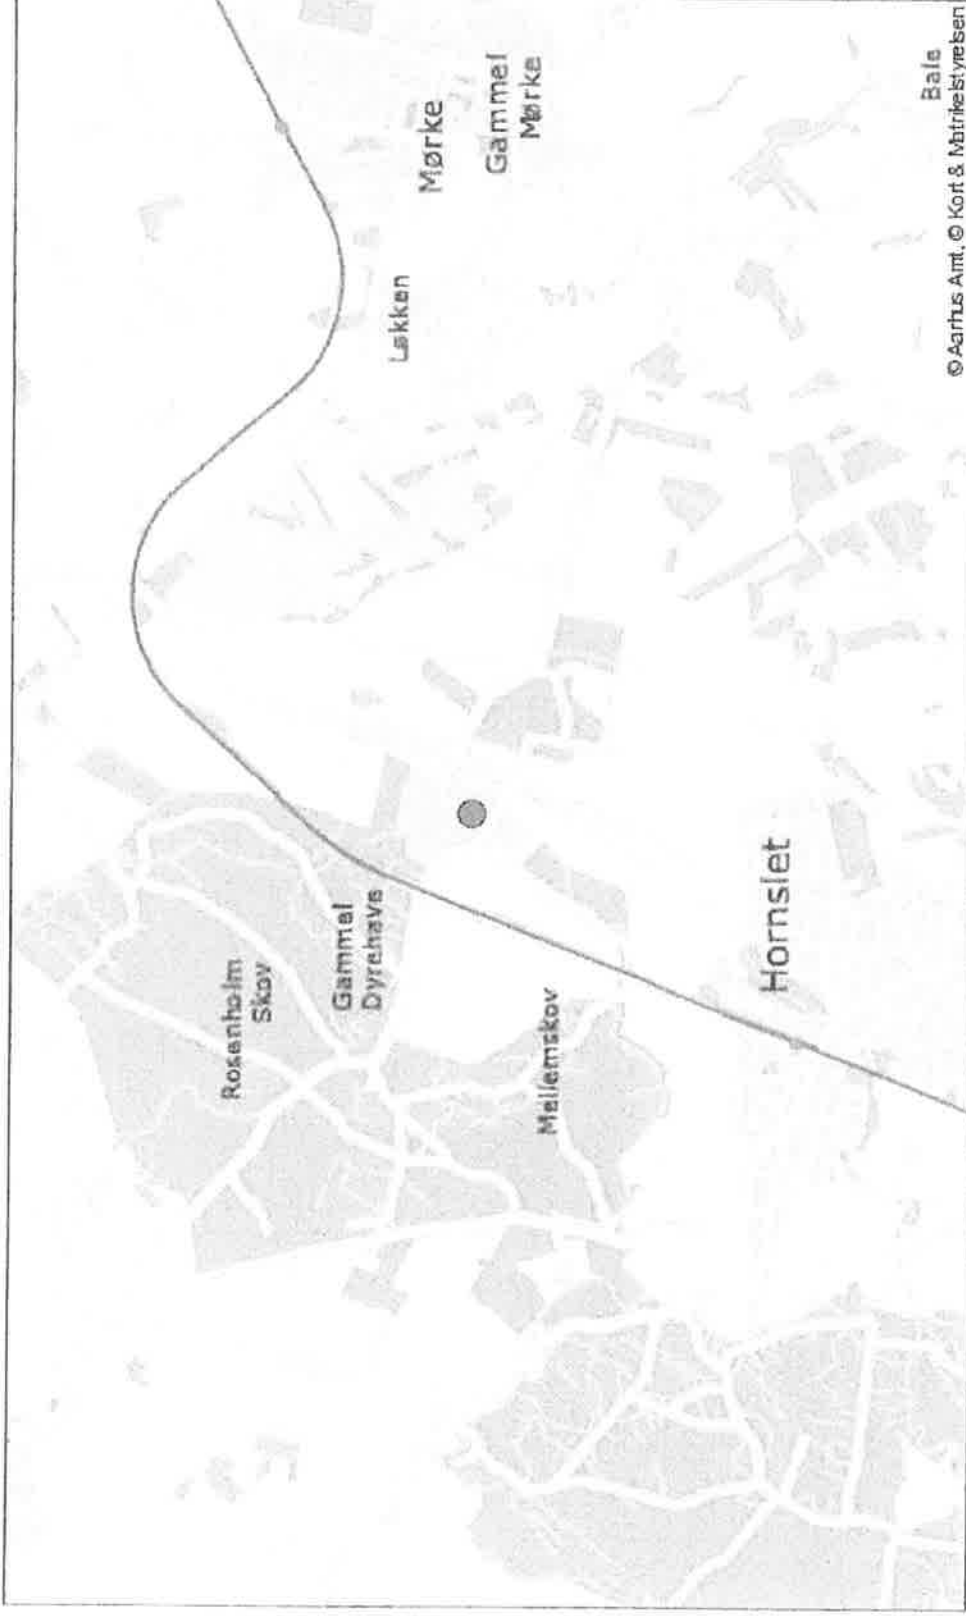 Rosenholm
Skov
Gammel
Dyrehave
Løkken
Mørke
Gammel
Mørke
Mellemskov
Hornslet
Bale
© Aarhus Amt, © Kort & Matrikelstyrelsen